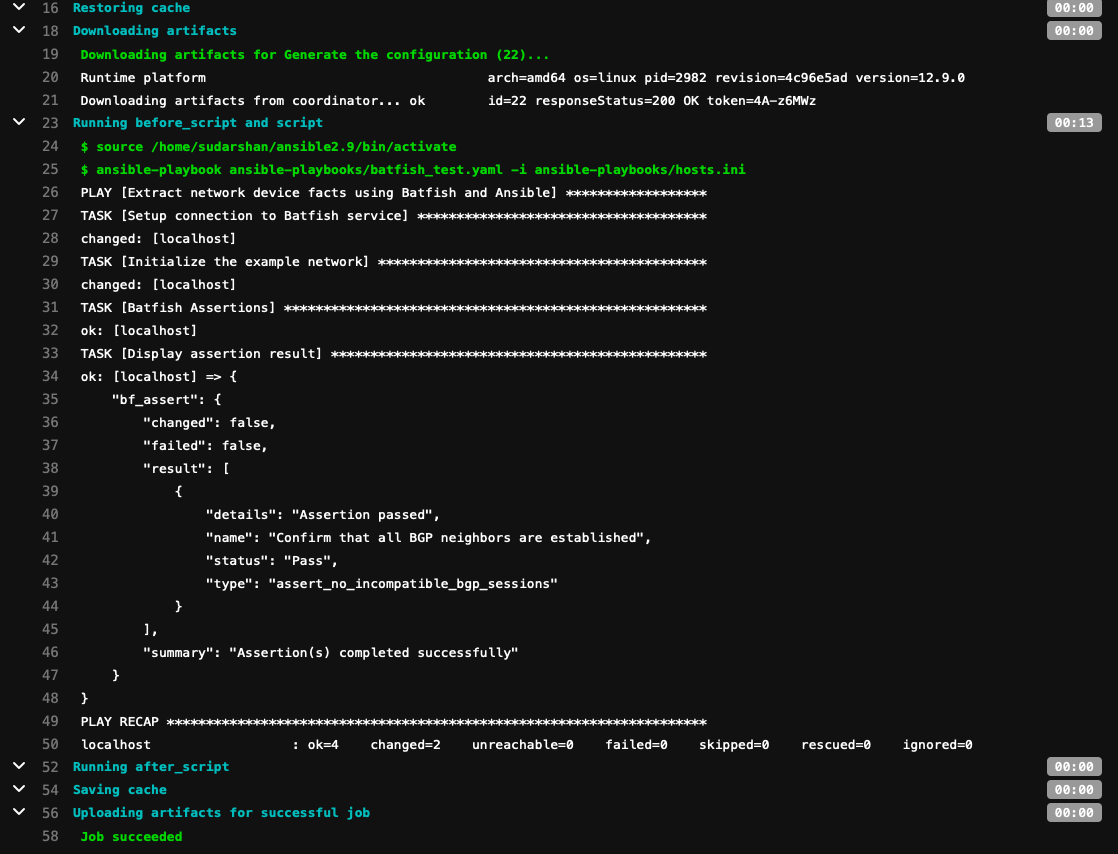 16 Restoring cache 00:00
18 Downloading artifacts 00:00
19 Downloading artifacts for Generate the configuration (22)...
20 Runtime platform arch=amd64 os=linux pid=2982 revision=4c96e5ad version=12.9.0
21 Downloading artifacts from coordinator... ok id=22 responseStatus=200 OK token=4A-z6MWz
23 Running before_script and script 00:13
24 $ source /home/sudarshan/ansible2.9/bin/activate
25 $ ansible-playbook ansible-playbooks/batfish_test.yaml -i ansible-playbooks/hosts.ini
26 PLAY [Extract network device facts using Batfish and Ansible] ******************
27 TASK [Setup connection to Batfish service] *************************************
28 changed: [localhost]
29 TASK [Initialize the example network] ******************************************
30 changed: [localhost]
31 TASK [Batfish Assertions] ******************************************************
32 ok: [localhost]
33 TASK [Display assertion result] ************************************************
34 ok: [localhost] => {
35 "bf_assert": {
36 "changed": false,
37 "failed": false,
38 "result": [
39 {
40 "details": "Assertion passed",
41 "name": "Confirm that all BGP neighbors are established",
42 "status": "Pass",
43 "type": "assert_no_incompatible_bgp_sessions"
44 }
45 ],
46 "summary": "Assertion(s) completed successfully"
47 }
48 }
49 PLAY RECAP *********************************************************************
50 localhost : ok=4 changed=2 unreachable=0 failed=0 skipped=0 rescued=0 ignored=0
52 Running after_script 00:00
54 Saving cache 00:00
56 Uploading artifacts for successful job 00:00
58 Job succeeded